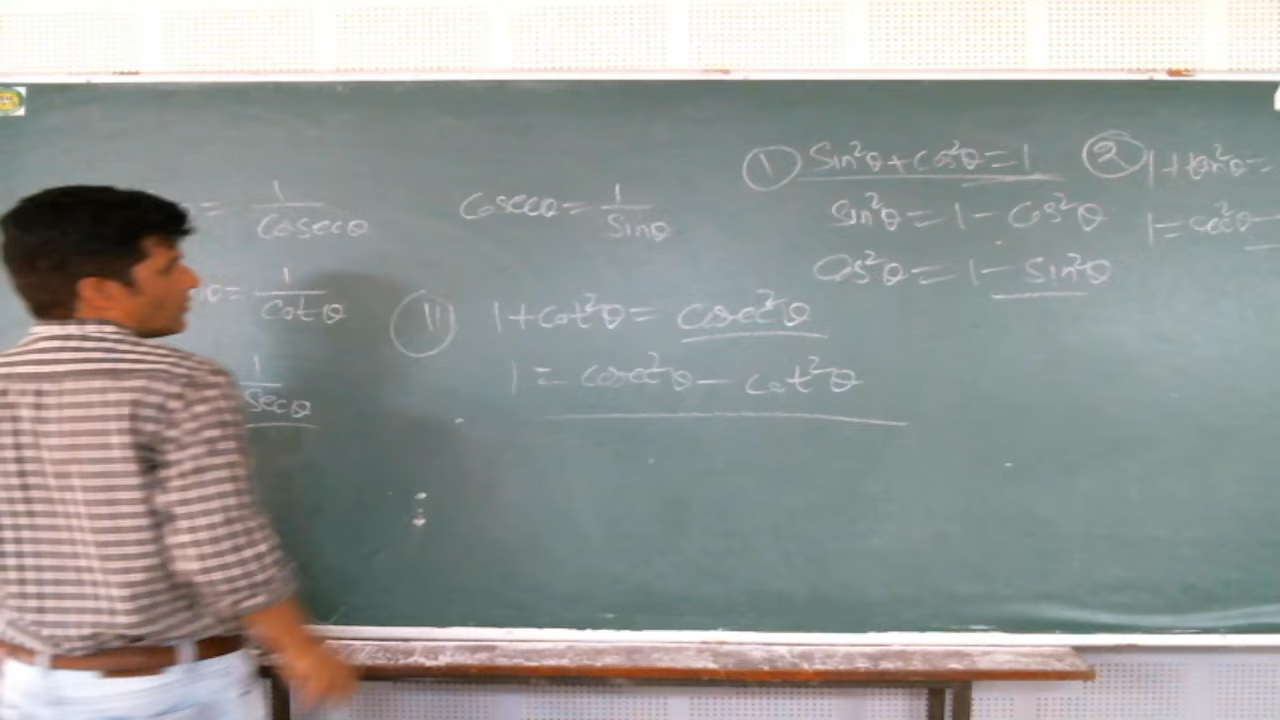 = 1/Cosecθ
θ = 1/Cotθ
1/Secθ
Cosecθ = 1/Sinθ
① Sin²θ + Cos²θ = 1
Sin²θ = 1 - Cos²θ
Cos²θ = 1 - Sin²θ
② 1 + tan²θ =
1 = Sec²θ -
III 1 + Cot²θ = Cosec²θ
1 = Cosec²θ - Cot²θ